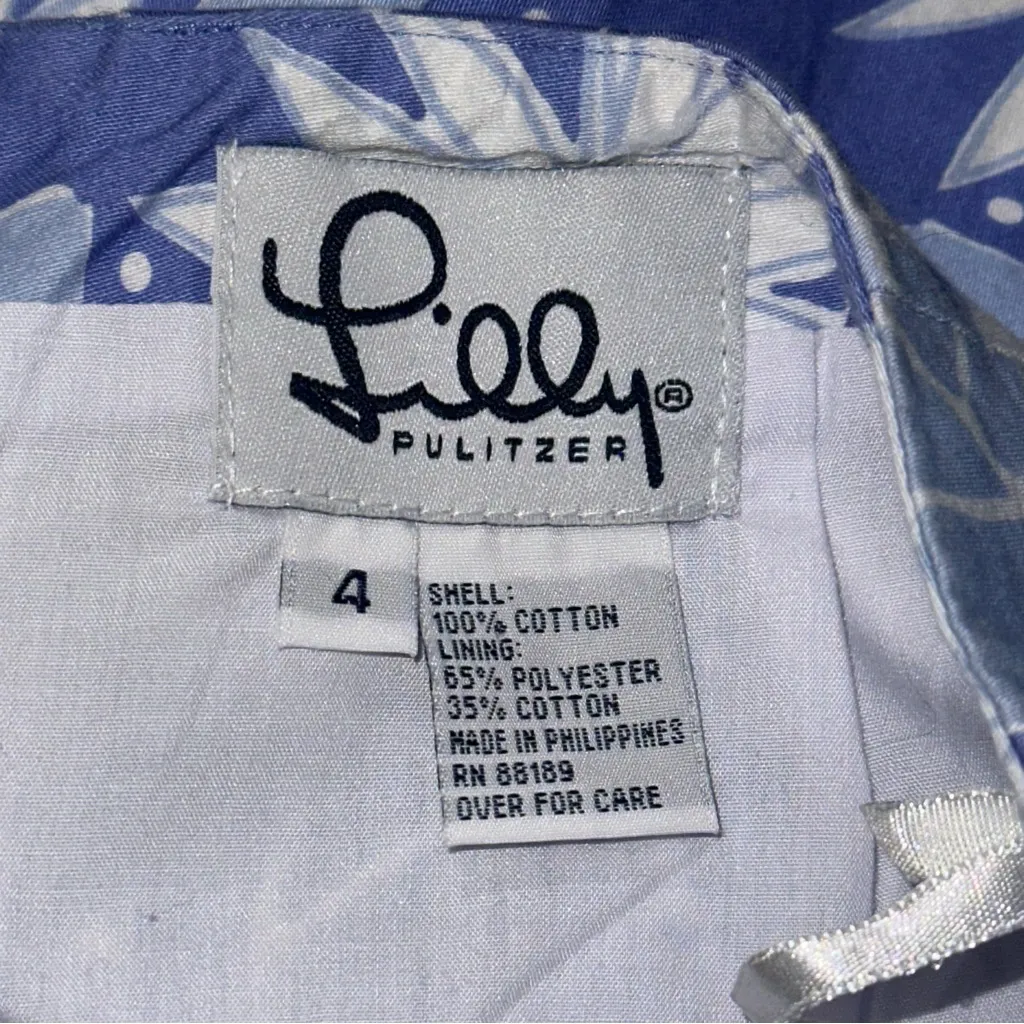 Lilly®
PULITZER
4
SHELL:
100% COTTON
LINING:
65% POLYESTER
35% COTTON
MADE IN PHILIPPINES
RN 88189
OVER FOR CARE